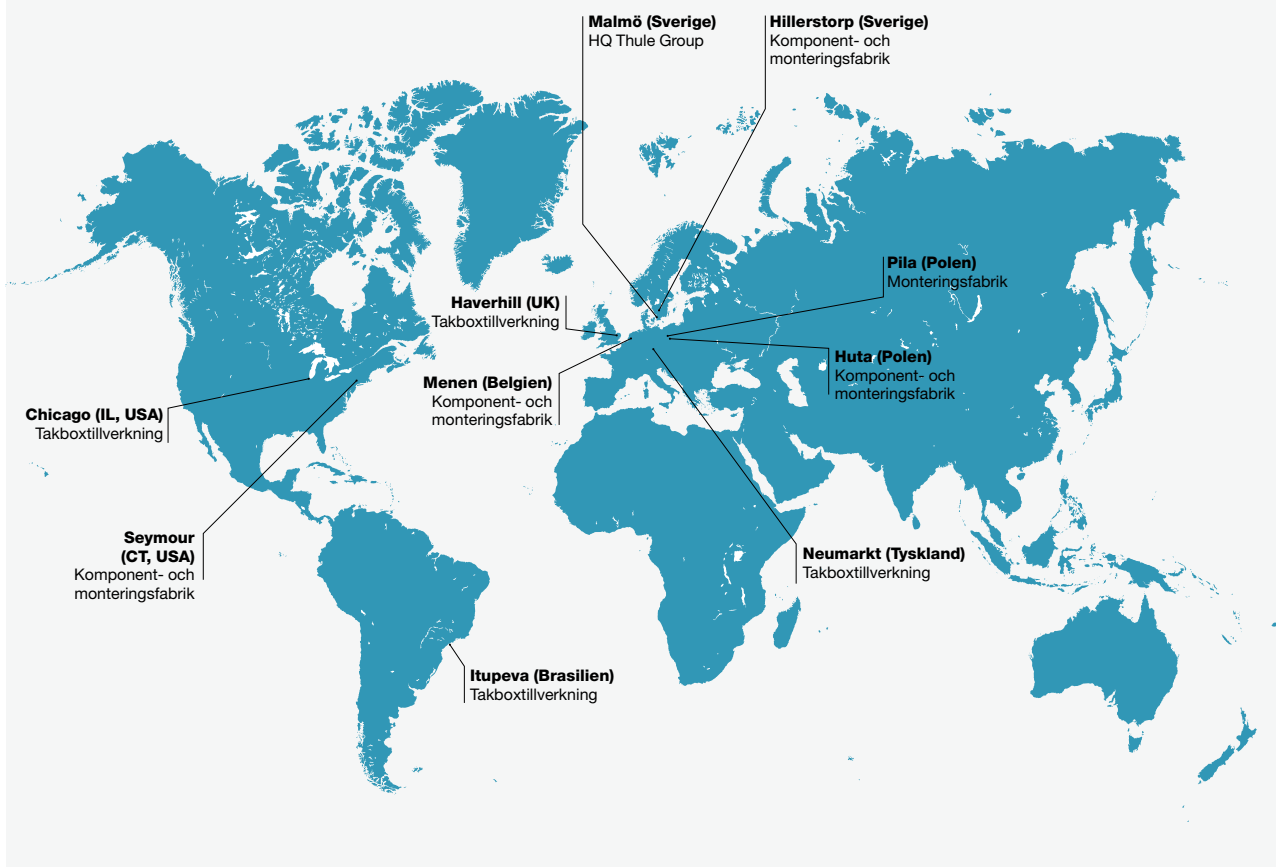 Malmö (Sverige)
HQ Thule Group
Hillerstorp (Sverige)
Komponent- och
monteringsfabrik
Pila (Polen)
Monteringsfabrik
Haverhill (UK)
Takboxtillverkning
Huta (Polen)
Komponent- och
monteringsfabrik
Menen (Belgien)
Komponent- och
monteringsfabrik
Chicago (IL, USA)
Takboxtillverkning
Seymour
(CT, USA)
Komponent- och
monteringsfabrik
Neumarkt (Tyskland)
Takboxtillverkning
Itupeva (Brasilien)
Takboxtillverkning